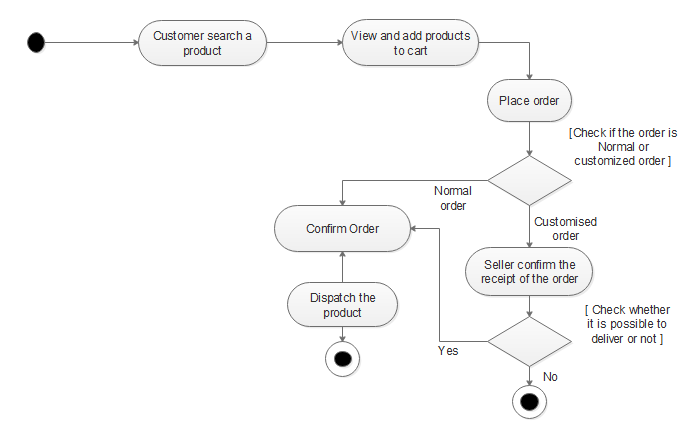 Customer search a
product
View and add products
to cart
Place order
[Check if the order is
Normal or
customized order ]
Normal
order
Customised
order
Confirm Order
Seller confirm the
receipt of the order
Dispatch the
product
[ Check whether
it is possible to
deliver or not ]
Yes
No